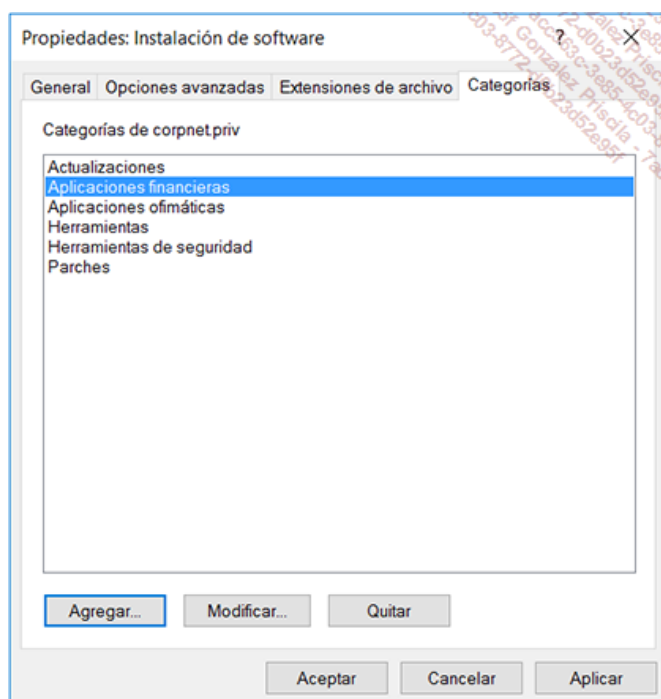 Propiedades: Instalación de software
?
General Opciones avanzadas Extensiones de archivo Categorías
Categorías de corpnet.priv
Actualizaciones
Aplicaciones financieras
Aplicaciones ofimáticas
Herramientas
Herramientas de seguridad
Parches
Agregar... Modificar... Quitar
Aceptar Cancelar Aplicar